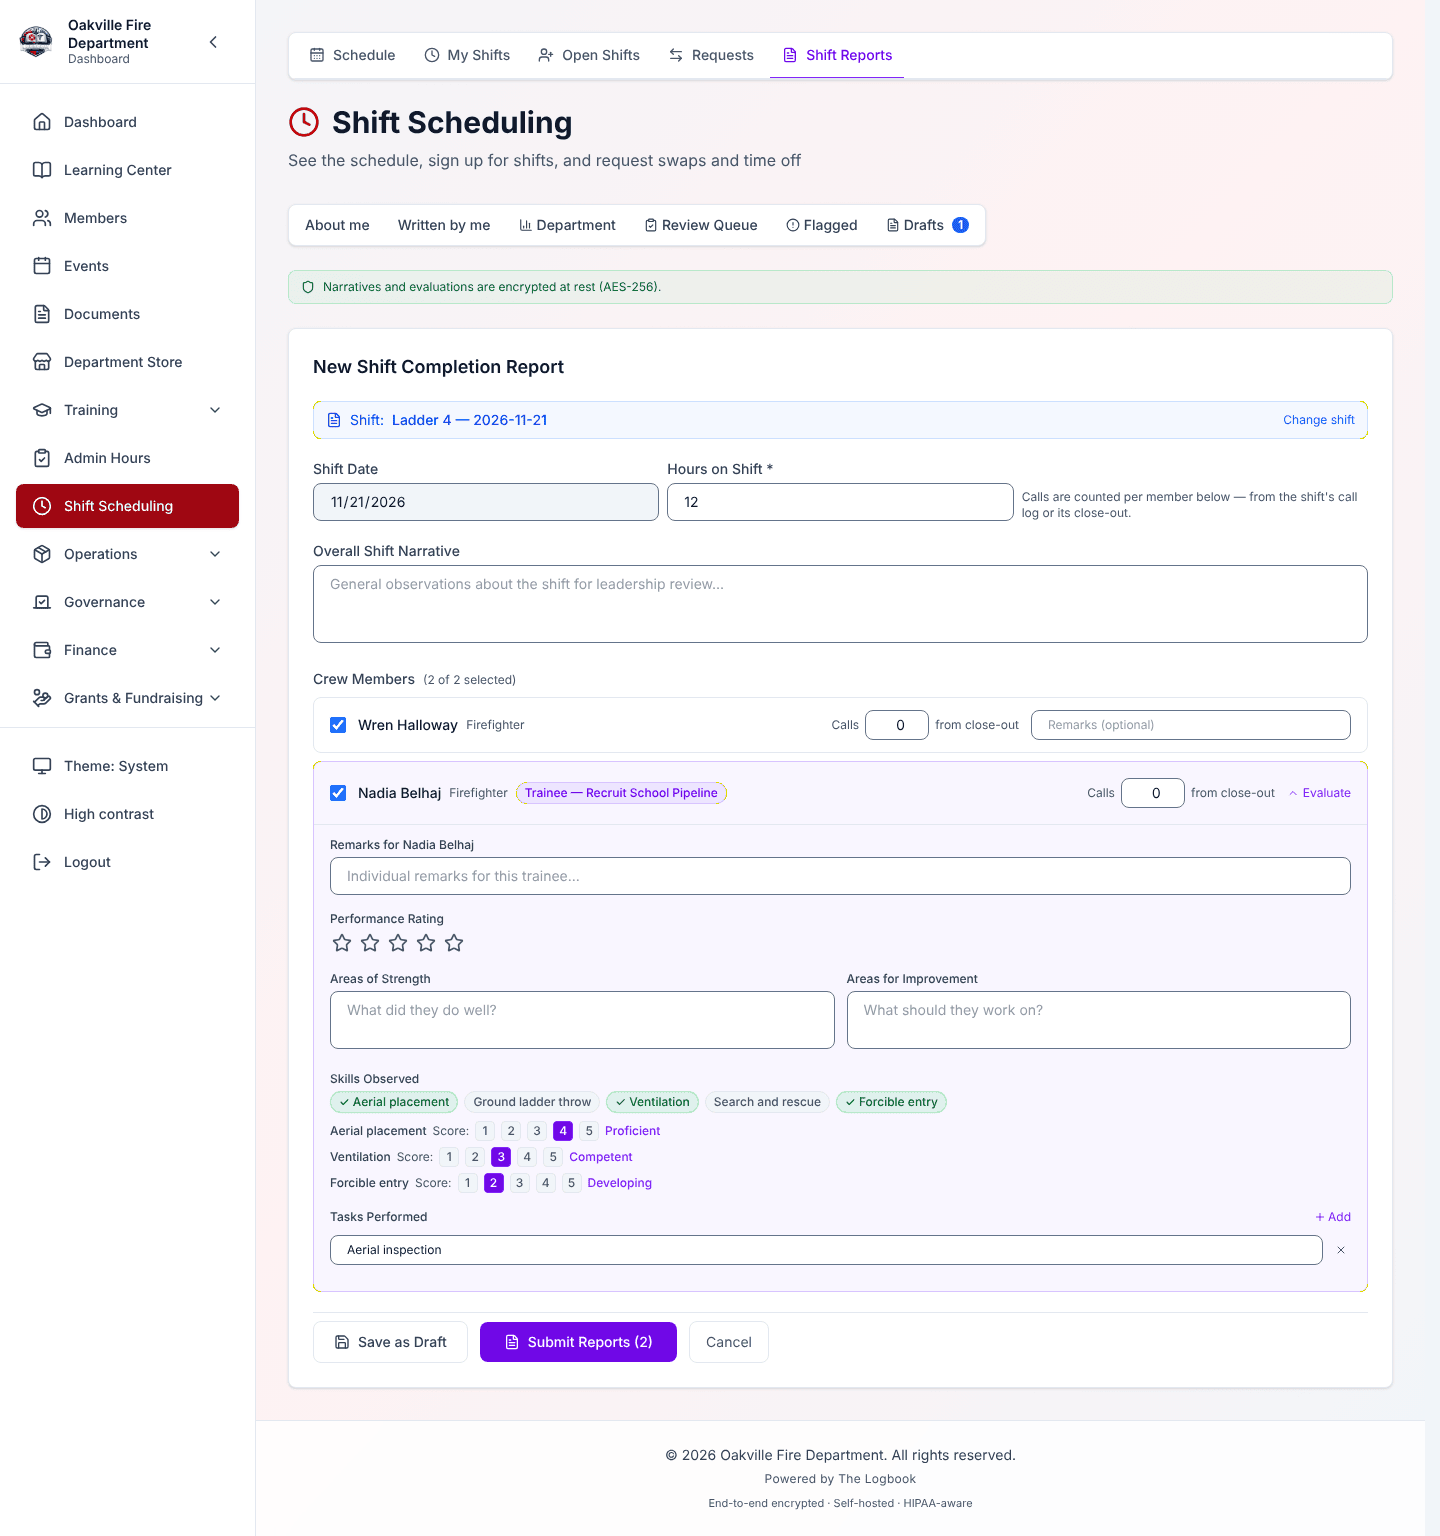 Oakville Fire
Department
Dashboard
Dashboard
Learning Center
Members
Events
Documents
Department Store
Training
Admin Hours
Shift Scheduling
Operations
Governance
Finance
Grants & Fundraising
Theme: System
High contrast
Logout
Schedule My Shifts Open Shifts Requests Shift Reports
Shift Scheduling
See the schedule, sign up for shifts, and request swaps and time off
About me Written by me Department Review Queue Flagged Drafts 1
Narratives and evaluations are encrypted at rest (AES-256).
New Shift Completion Report
Shift: Ladder 4 — 2026-11-21 Change shift
Shift Date Hours on Shift *
11/21/2026 12
Calls are counted per member below — from the shift's call
log or its close-out.
Overall Shift Narrative
General observations about the shift for leadership review...
Crew Members (2 of 2 selected)
Wren Halloway Firefighter Calls 0 from close-out Remarks (optional)
Nadia Belhaj Firefighter Trainee — Recruit School Pipeline Calls 0 from close-out Evaluate
Remarks for Nadia Belhaj
Individual remarks for this trainee...
Performance Rating
Areas of Strength Areas for Improvement
What did they do well? What should they work on?
Skills Observed
Aerial placement Ground ladder throw Ventilation Search and rescue Forcible entry
Aerial placement Score: 1 2 3 4 5 Proficient
Ventilation Score: 1 2 3 4 5 Competent
Forcible entry Score: 1 2 3 4 5 Developing
Tasks Performed + Add
Aerial inspection
Save as Draft Submit Reports (2) Cancel
© 2026 Oakville Fire Department. All rights reserved.
Powered by The Logbook
End-to-end encrypted · Self-hosted · HIPAA-aware